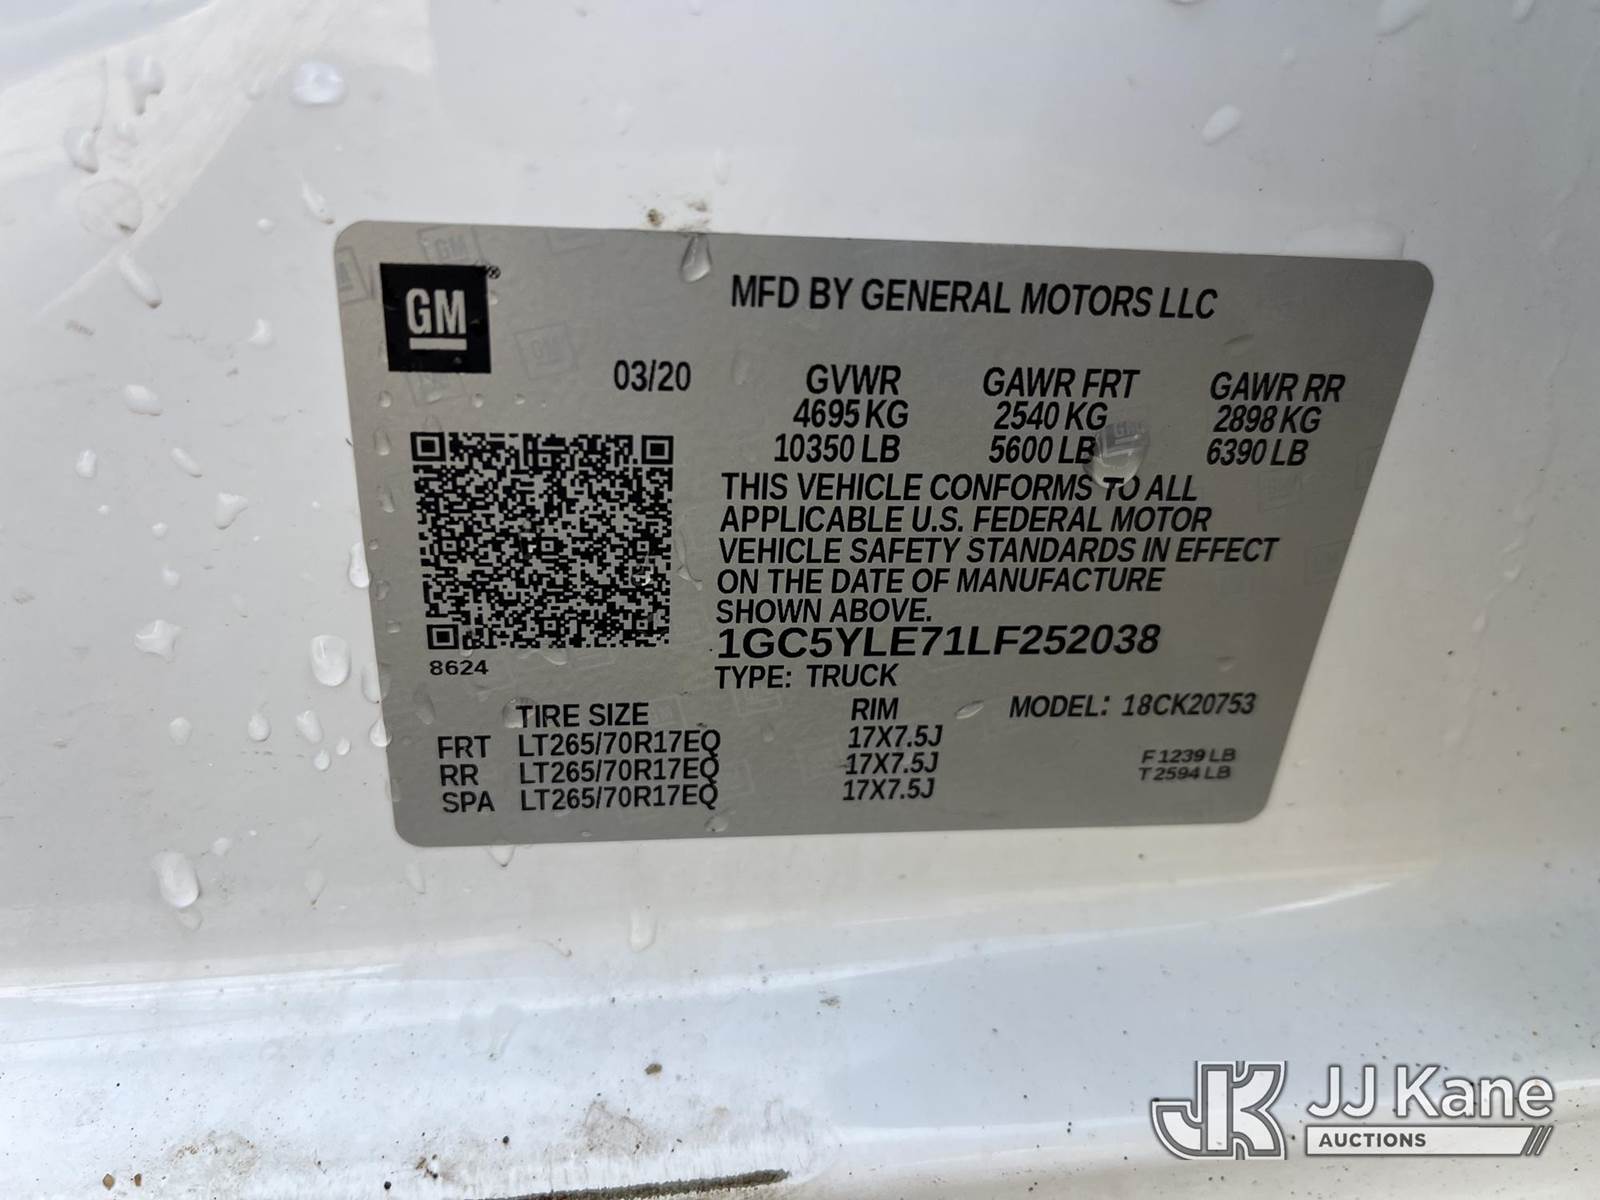 GM®
MFD BY GENERAL MOTORS LLC
03/20
GVWR GAWR FRT GAWR RR
4695 KG 2540 KG 2898 KG
10350 LB 5600 LB 6390 LB
THIS VEHICLE CONFORMS TO ALL
APPLICABLE U.S. FEDERAL MOTOR
VEHICLE SAFETY STANDARDS IN EFFECT
ON THE DATE OF MANUFACTURE
SHOWN ABOVE.
1GC5YLE71LF252038
8624
TYPE: TRUCK
TIRE SIZE RIM MODEL: 18CK20753
FRT LT265/70R17EQ 17X7.5J
RR LT265/70R17EQ 17X7.5J
SPA LT265/70R17EQ 17X7.5J
F 1239 LB
T 2594 LB
JK JJ Kane
AUCTIONS